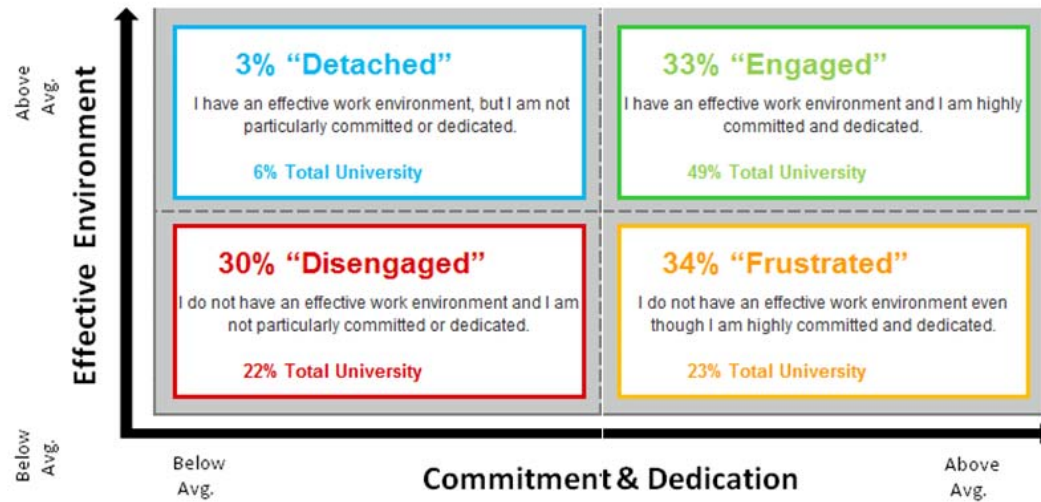 Effective Environment
Above
Avg.
Below
Avg.
3% “Detached”
I have an effective work environment, but I am not
particularly committed or dedicated.
6% Total University
33% “Engaged”
I have an effective work environment and I am highly
committed and dedicated.
49% Total University
30% “Disengaged”
I do not have an effective work environment and I am
not particularly committed or dedicated.
22% Total University
34% “Frustrated”
I do not have an effective work environment even
though I am highly committed and dedicated.
23% Total University
Below
Avg.
Commitment & Dedication
Above
Avg.